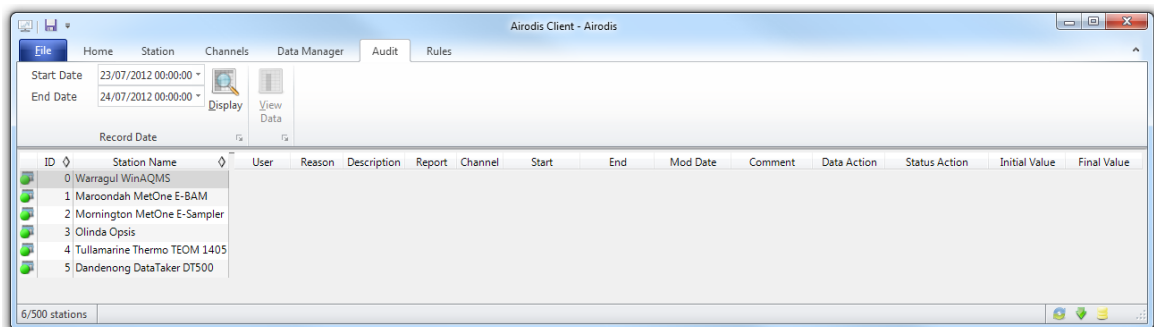 Airodis Client - Airodis
File Home Station Channels Data Manager Audit Rules
Start Date 23/07/2012 00:00:00
End Date 24/07/2012 00:00:00
Display
View Data
Record Date
ID Station Name User Reason Description Report Channel Start End Mod Date Comment Data Action Status Action Initial Value Final Value
0 Warragul WinAQMS
1 Maroondah MetOne E-BAM
2 Mornington MetOne E-Sampler
3 Olinda Opsis
4 Tullamarine Thermo TEOM 1405
5 Dandenong DataTaker DT500
6/500 stations